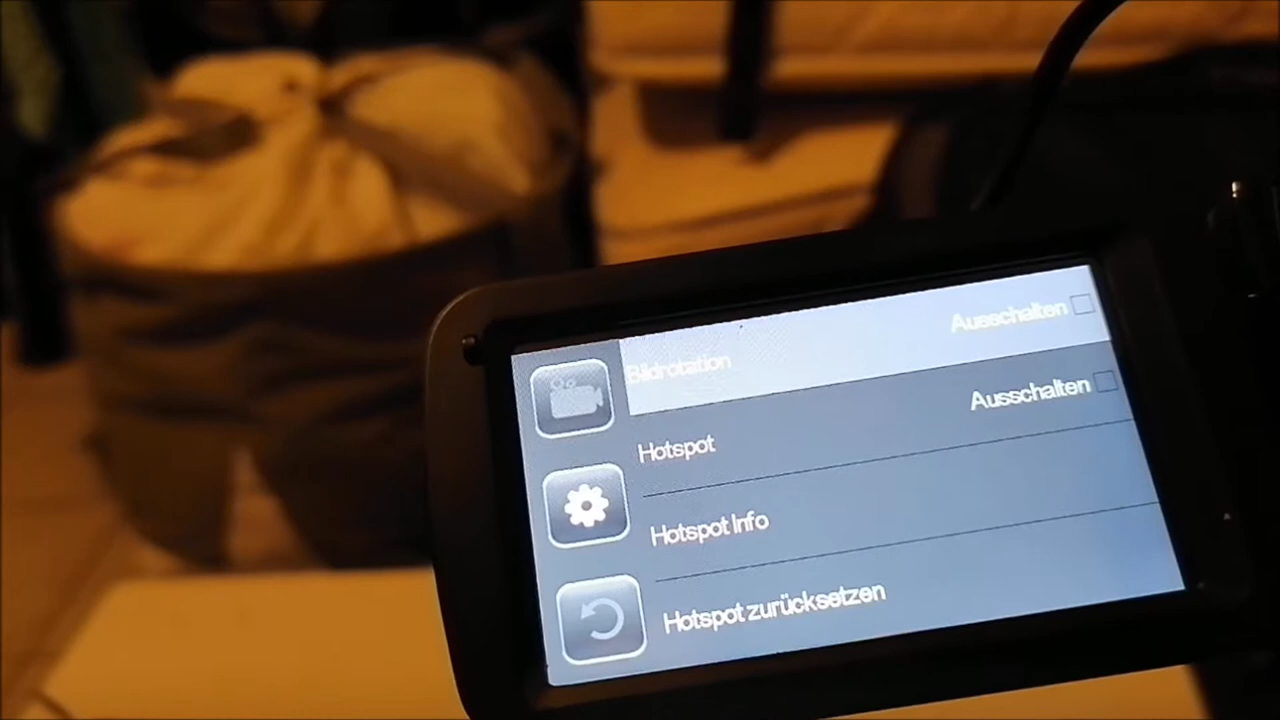 Bildrotation Ausschalten
Hotspot Ausschalten
Hotspot Info
Hotspot zurücksetzen